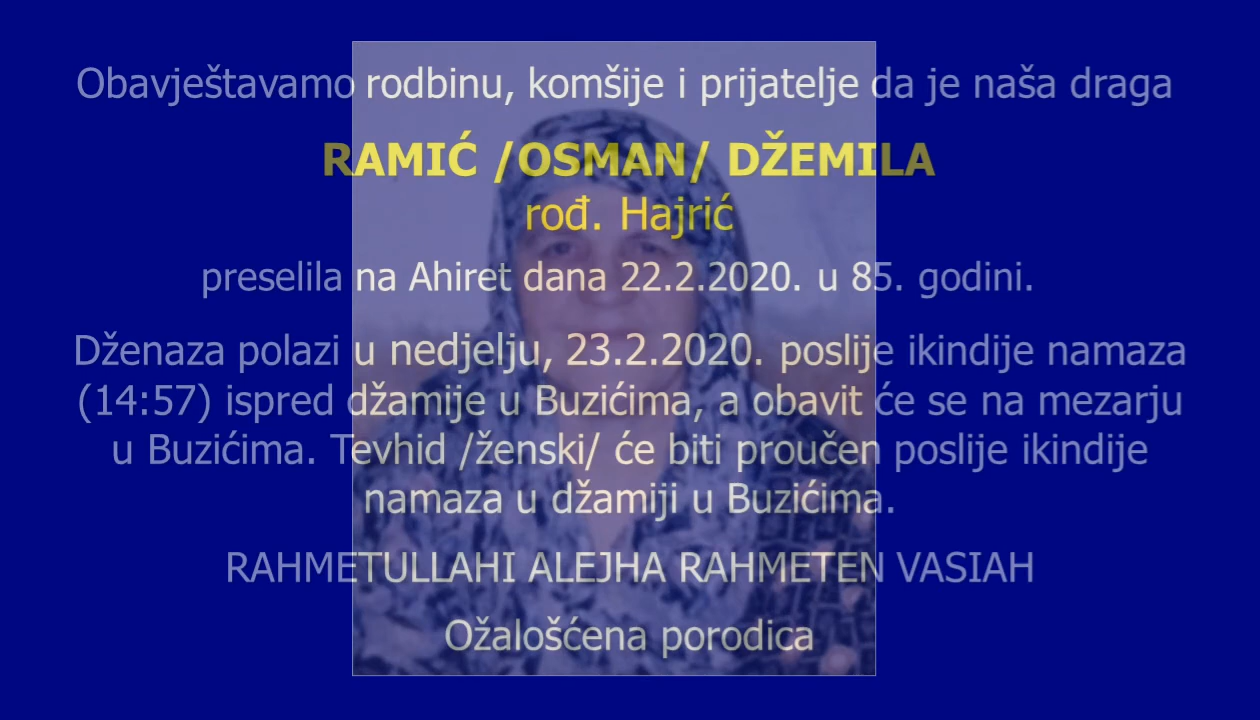 Obavještavamo rodbinu, komšije i prijatelje da je naša draga
RAMIĆ /OSMAN/ DŽEMILA
rođ. Hajrić
preselila na Ahiret dana 22.2.2020. u 85. godini.
Dženaza polazi u nedjelju, 23.2.2020. poslije ikindije namaza
(14:57) ispred džamije u Buzićima, a obavit će se na mezarju
u Buzićima. Tevhid /ženski/ će biti proučen poslije ikindije
namaza u džamiji u Buzićima.
RAHMETULLAHI ALEJHA RAHMETEN VASIAH
Ožalošćena porodica